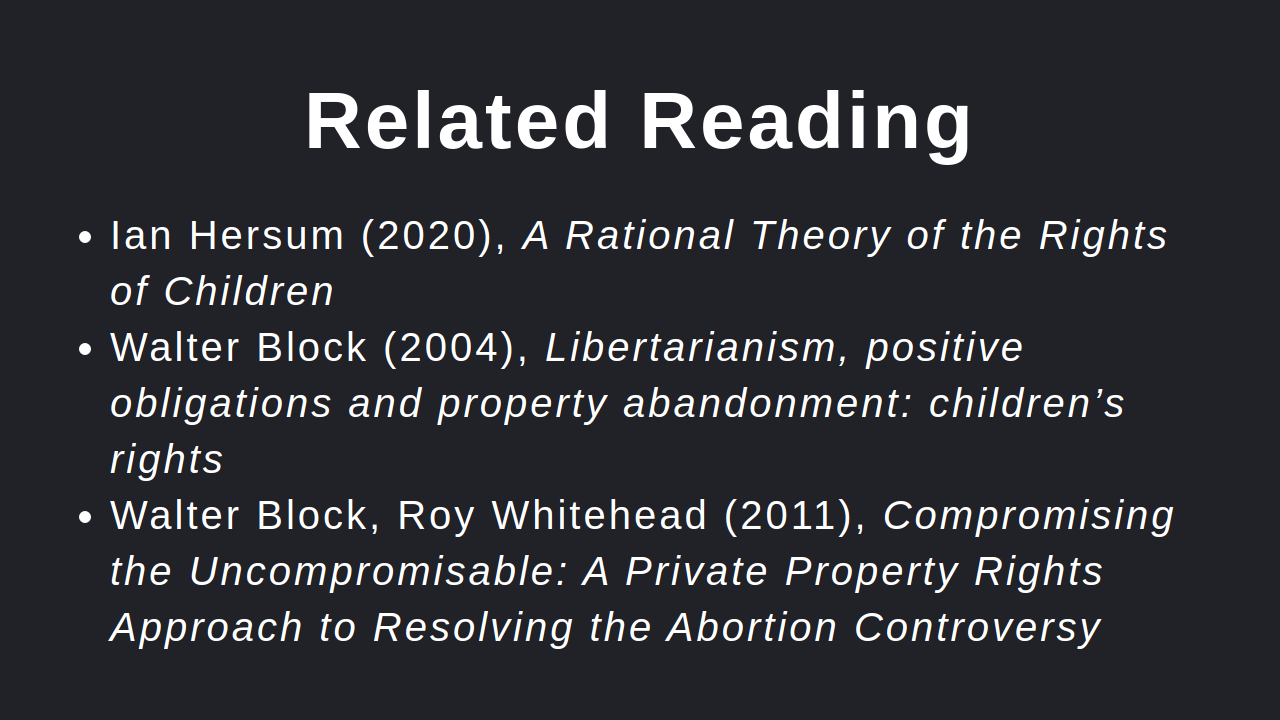 Related Reading
• Ian Hersum (2020), A Rational Theory of the Rights
of Children
• Walter Block (2004), Libertarianism, positive
obligations and property abandonment: children’s
rights
• Walter Block, Roy Whitehead (2011), Compromising
the Uncompromisable: A Private Property Rights
Approach to Resolving the Abortion Controversy